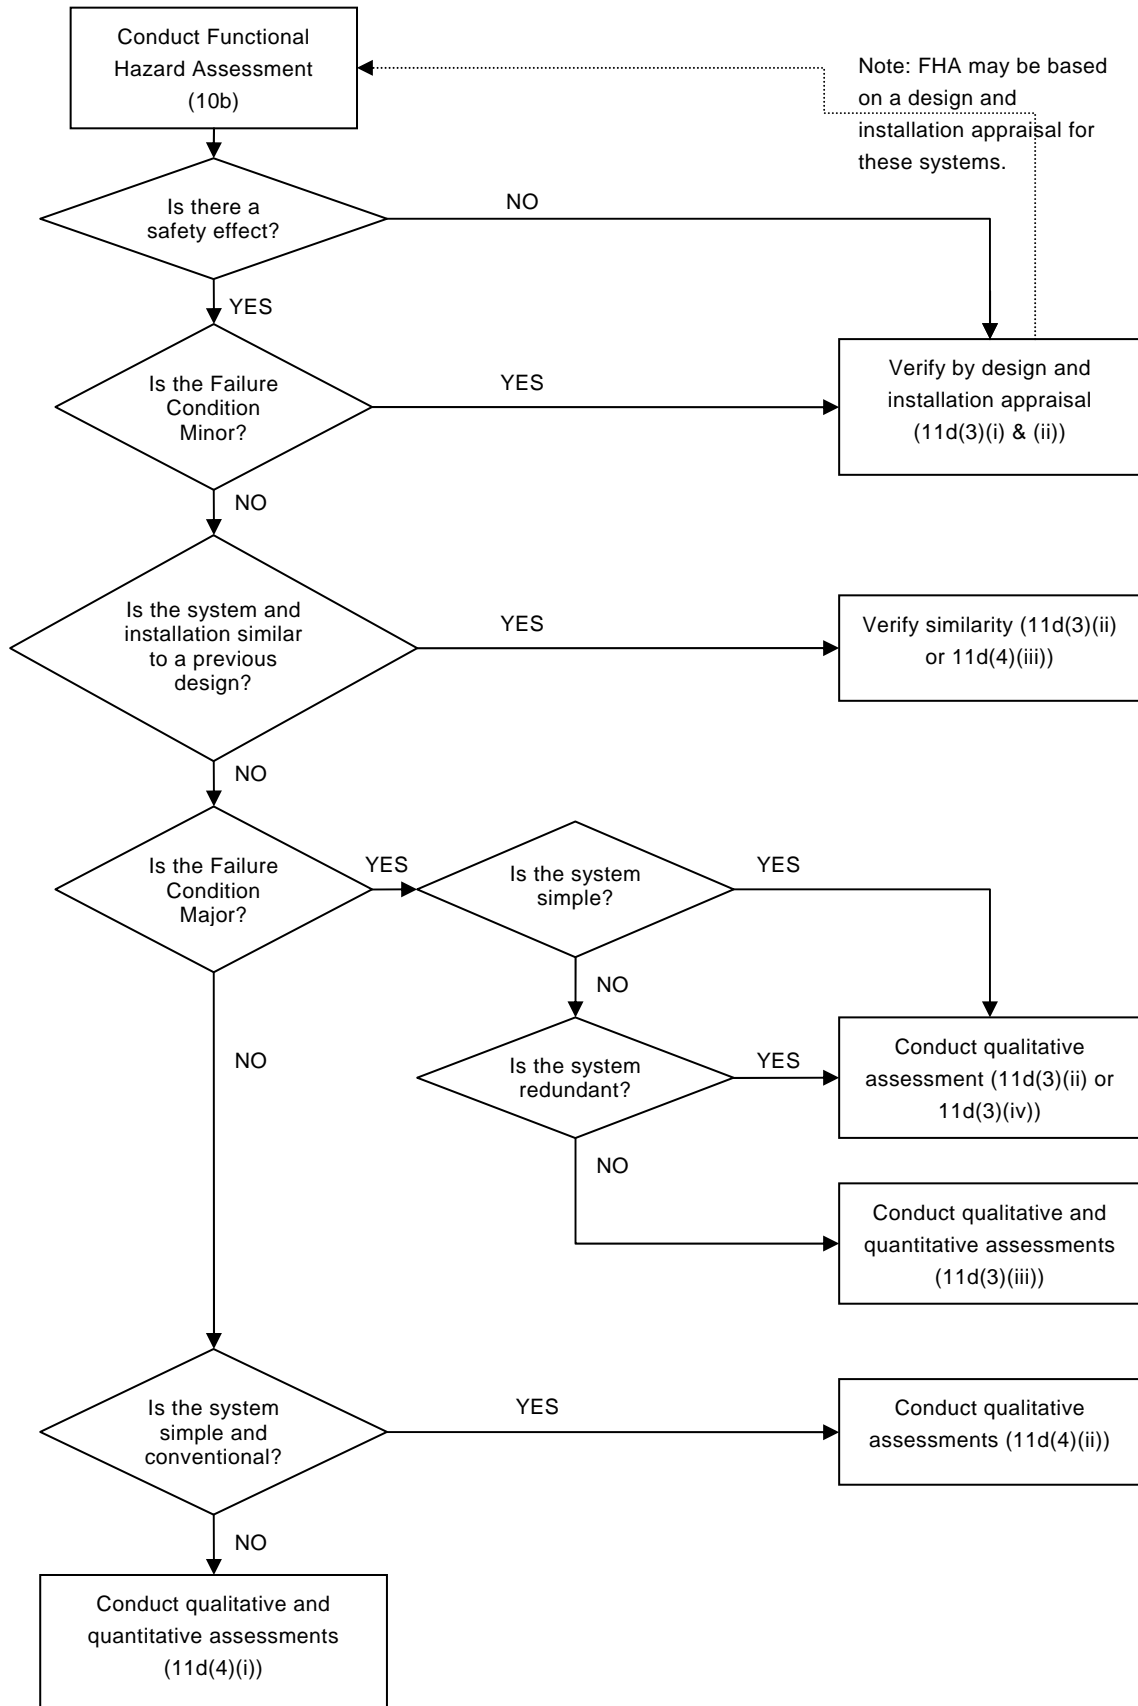 Conduct Functional
Hazard Assessment
(10b)
Note: FHA may be based
on a design and
installation appraisal for
these systems.
Is there a
safety effect?
NO
YES
Is the Failure
Condition
Minor?
YES
Verify by design and
installation appraisal
(11d(3)(i) & (ii))
NO
Is the system and
installation similar
to a previous
design?
YES
Verify similarity (11d(3)(ii)
or 11d(4)(iii))
NO
Is the Failure
Condition
Major?
YES
Is the system
simple?
YES
NO
NO
Is the system
redundant?
YES
Conduct qualitative
assessment (11d(3)(ii) or
11d(3)(iv))
NO
Conduct qualitative and
quantitative assessments
(11d(3)(iii))
Is the system
simple and
conventional?
YES
Conduct qualitative
assessments (11d(4)(ii))
NO
Conduct qualitative and
quantitative assessments
(11d(4)(i))